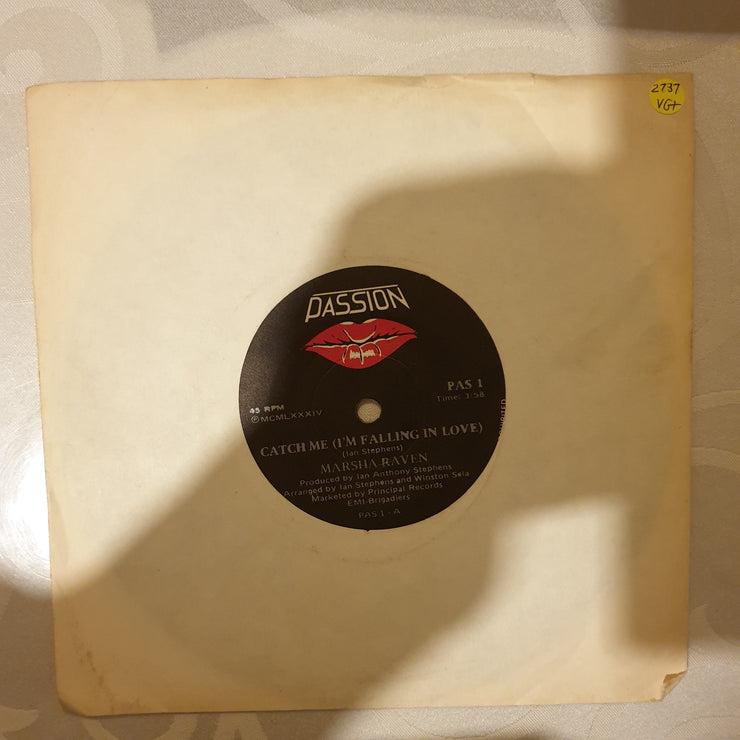 2737
VG+
PASSION
PAS 1
Time: 3:58
45 RPM
℗ MCMLXXXIV
CATCH ME (I'M FALLING IN LOVE)
(Ian Stephens)
MARSHA RAVEN
Produced by Ian Anthony Stephens
Arranged by Ian Stephens and Winston Sela
Marketed by Principal Records
EMI-Brigadiers
PAS 1 - A